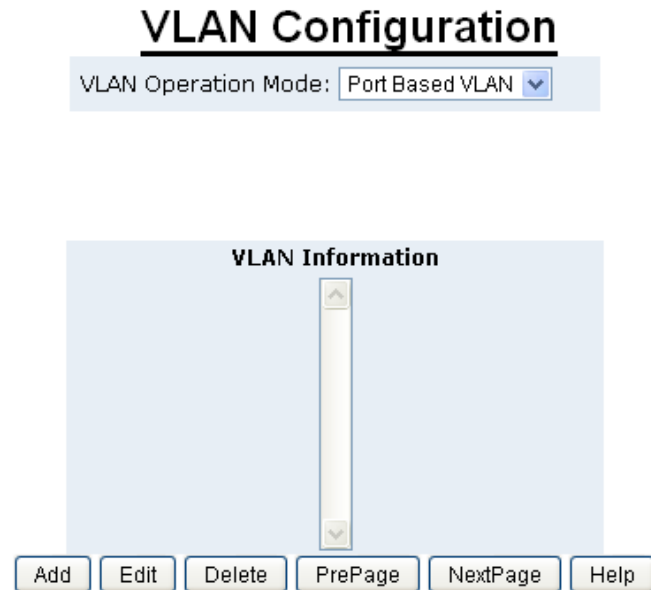 VLAN Configuration
VLAN Operation Mode: Port Based VLAN
VLAN Information
Add Edit Delete PrePage NextPage Help